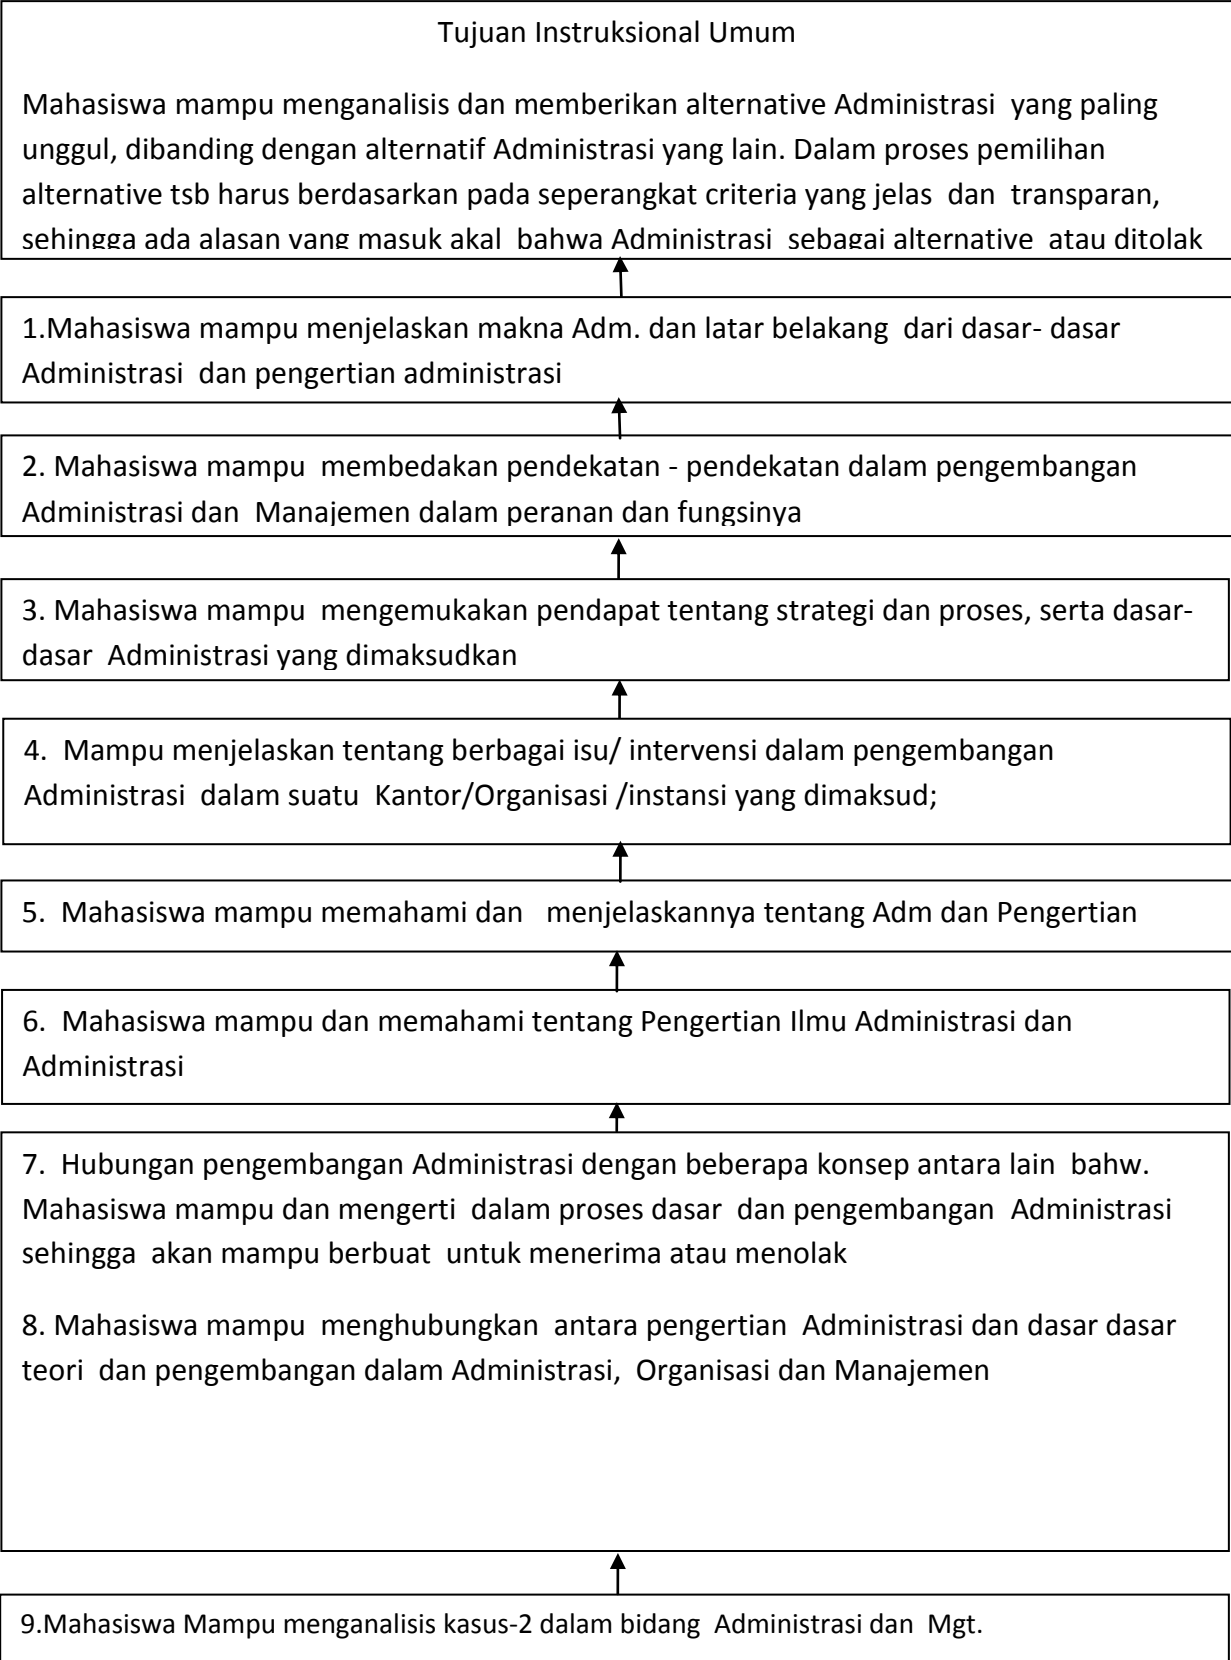 Tujuan Instruksional Umum
Mahasiswa mampu menganalisis dan memberikan alternative Administrasi yang paling
unggul, dibanding dengan alternatif Administrasi yang lain. Dalam proses pemilihan
alternative tsb harus berdasarkan pada seperangkat criteria yang jelas dan transparan,
sehingga ada alasan yang masuk akal bahwa Administrasi sebagai alternative atau ditolak
1.Mahasiswa mampu menjelaskan makna Adm. dan latar belakang dari dasar- dasar
Administrasi dan pengertian administrasi
2. Mahasiswa mampu membedakan pendekatan - pendekatan dalam pengembangan
Administrasi dan Manajemen dalam peranan dan fungsinya
3. Mahasiswa mampu mengemukakan pendapat tentang strategi dan proses, serta dasar-
dasar Administrasi yang dimaksudkan
4. Mampu menjelaskan tentang berbagai isu/ intervensi dalam pengembangan
Administrasi dalam suatu Kantor/Organisasi /instansi yang dimaksud;
5. Mahasiswa mampu memahami dan menjelaskannya tentang Adm dan Pengertian
6. Mahasiswa mampu dan memahami tentang Pengertian Ilmu Administrasi dan
Administrasi
7. Hubungan pengembangan Administrasi dengan beberapa konsep antara lain bahw.
Mahasiswa mampu dan mengerti dalam proses dasar dan pengembangan Administrasi
sehingga akan mampu berbuat untuk menerima atau menolak
8. Mahasiswa mampu menghubungkan antara pengertian Administrasi dan dasar dasar
teori dan pengembangan dalam Administrasi, Organisasi dan Manajemen
9.Mahasiswa Mampu menganalisis kasus-2 dalam bidang Administrasi dan Mgt.